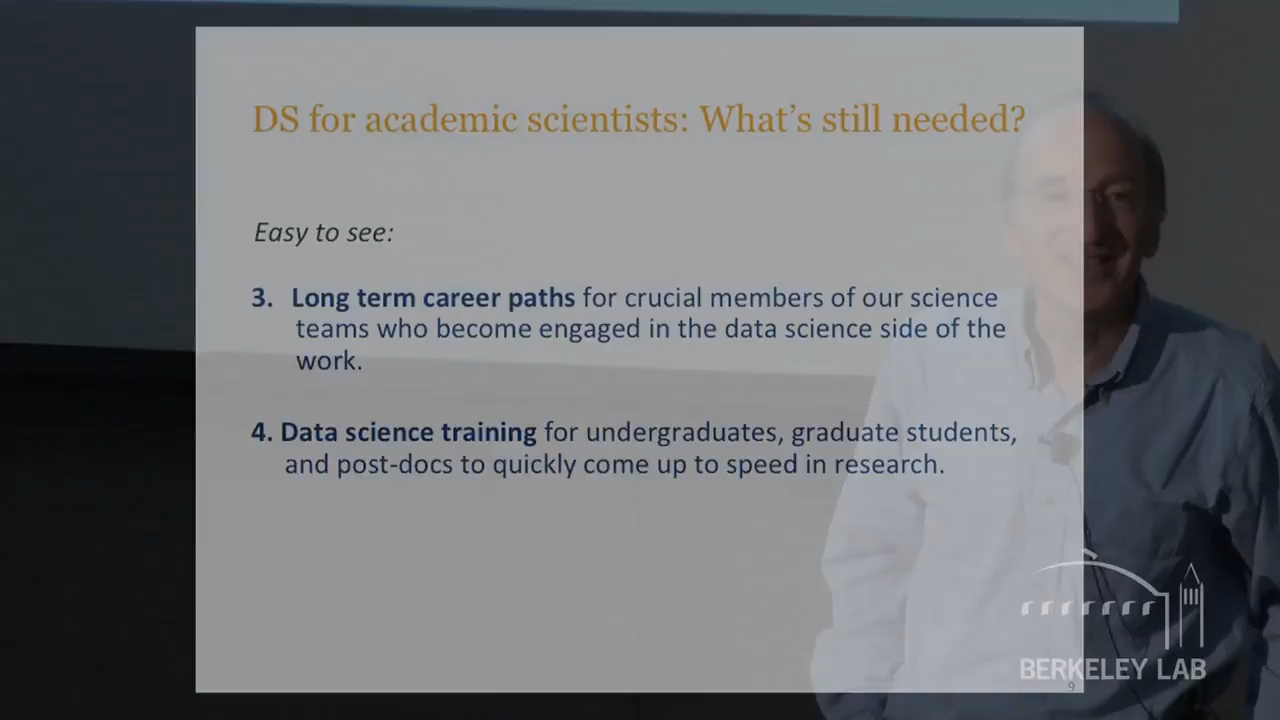 DS for academic scientists: What's still needed?
Easy to see:
3. Long term career paths for crucial members of our science
teams who become engaged in the data science side of the
work.
4. Data science training for undergraduates, graduate students,
and post-docs to quickly come up to speed in research.
BERKELEY LAB
9